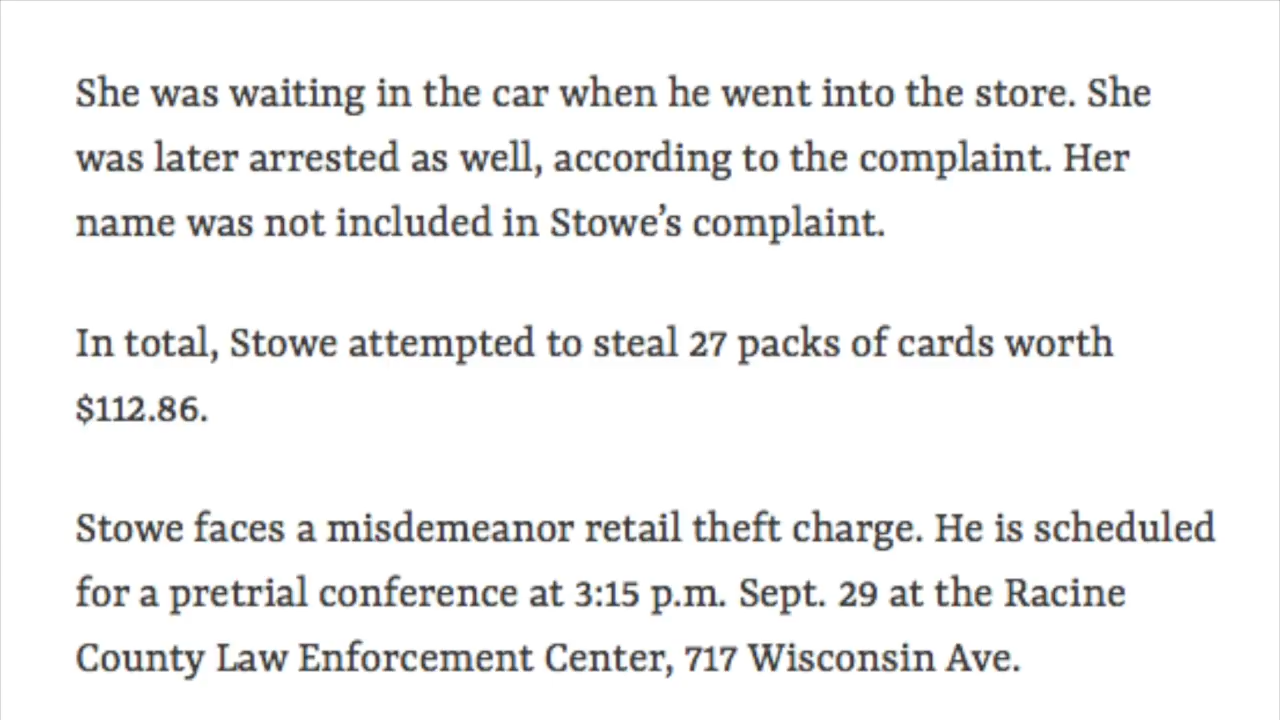 She was waiting in the car when he went into the store. She
was later arrested as well, according to the complaint. Her
name was not included in Stowe’s complaint.
In total, Stowe attempted to steal 27 packs of cards worth
$112.86.
Stowe faces a misdemeanor retail theft charge. He is scheduled
for a pretrial conference at 3:15 p.m. Sept. 29 at the Racine
County Law Enforcement Center, 717 Wisconsin Ave.